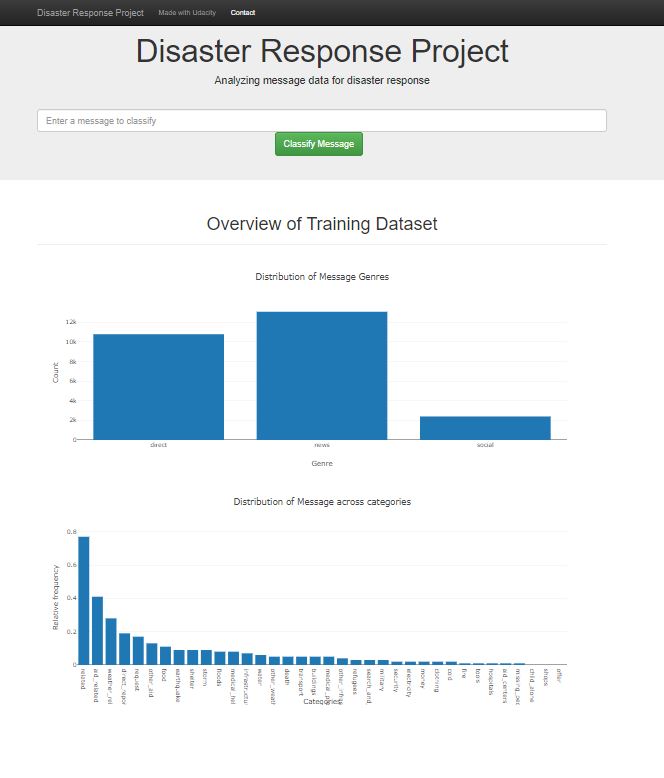 Disaster Response Project Made with Udacity Contact
Disaster Response Project
Analyzing message data for disaster response
Enter a message to classify
Classify Message
Overview of Training Dataset
Distribution of Message Genres
Count
12k
10k
8k
6k
4k
2k
0
direct news social
Genre
Distribution of Message across categories
Relative frequency
0.8
0.6
0.4
0.2
0
related
aid_related
weather_rel
direct_repor
request
other_aid
food
earthquake
shelter
storm
floods
medical_hel
infrastructur
water
other_weath
death
transport
buildings
medical_p
other_infras
refugees
search_and
military
security
electricity
money
clothing
cold
fire
tools
hospitals
aid_centers
missing_peo
child_alone
shops
offer
Categories